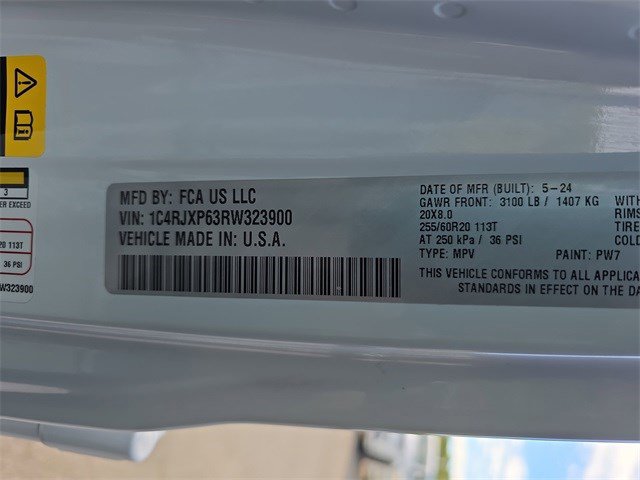 MFD BY: FCA US LLC
VIN: 1C4RJXP63RW323900
VEHICLE MADE IN: U.S.A.
DATE OF MFR (BUILT): 5-24
GAWR FRONT: 3100 LB / 1407 KG WITH
20X8.0 RIMS
255/60R20 113T TIRE
AT 250 kPa / 36 PSI COLD
TYPE: MPV PAINT: PW7
THIS VEHICLE CONFORMS TO ALL APPLICA
STANDARDS IN EFFECT ON THE DA
3
ER EXCEED
20 113T
36 PSI
W323900